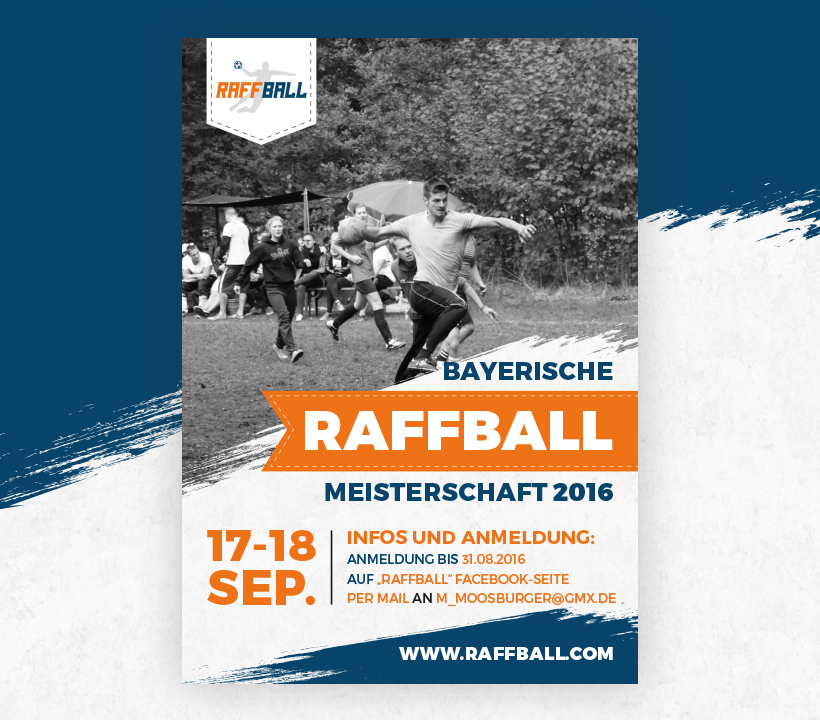 RAFFBALL
BAYERISCHE
RAFFBALL
MEISTERSCHAFT 2016
17-18
SEP.
INFOS UND ANMELDUNG:
ANMELDUNG BIS 31.08.2016
AUF „RAFFBALL“ FACEBOOK-SEITE
PER MAIL AN M_MOOSBURGER@GMX.DE
WWW.RAFFBALL.COM